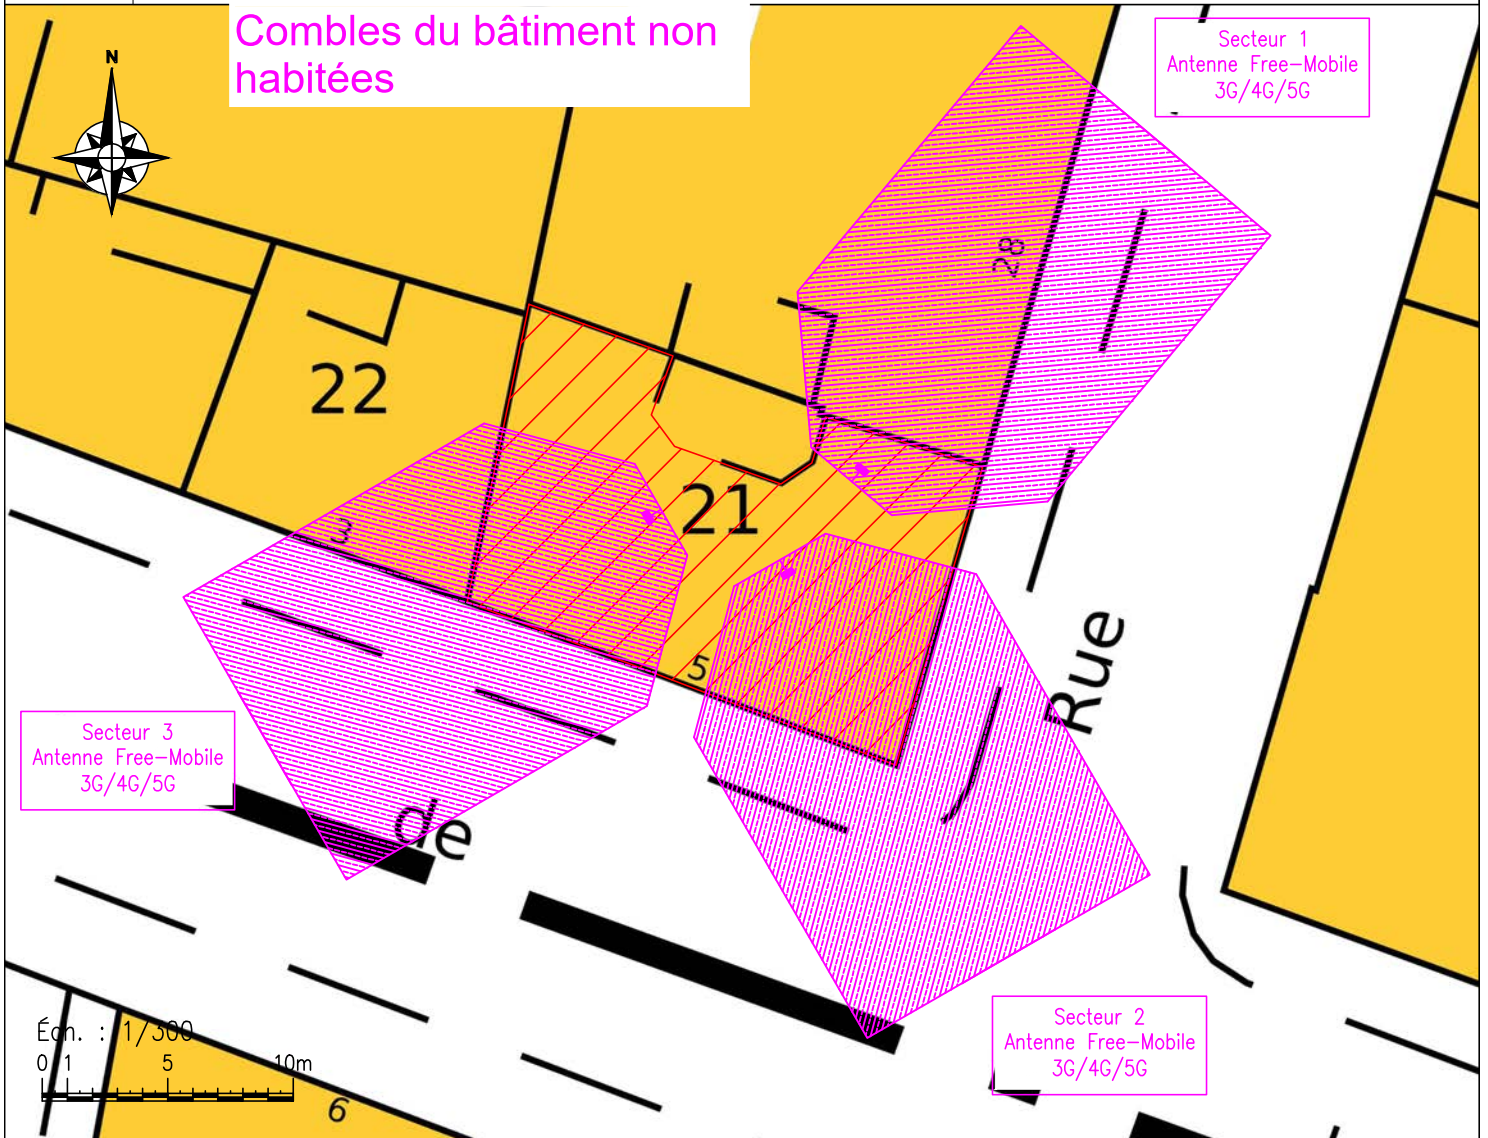 Combles du bâtiment non
habitées
N
Secteur 1
Antenne Free-Mobile
3G/4G/5G
28
22
21
3
5
Rue
Secteur 3
Antenne Free-Mobile
3G/4G/5G
de
Secteur 2
Antenne Free-Mobile
3G/4G/5G
Éch. : 1/300
0 1 5 10m
6